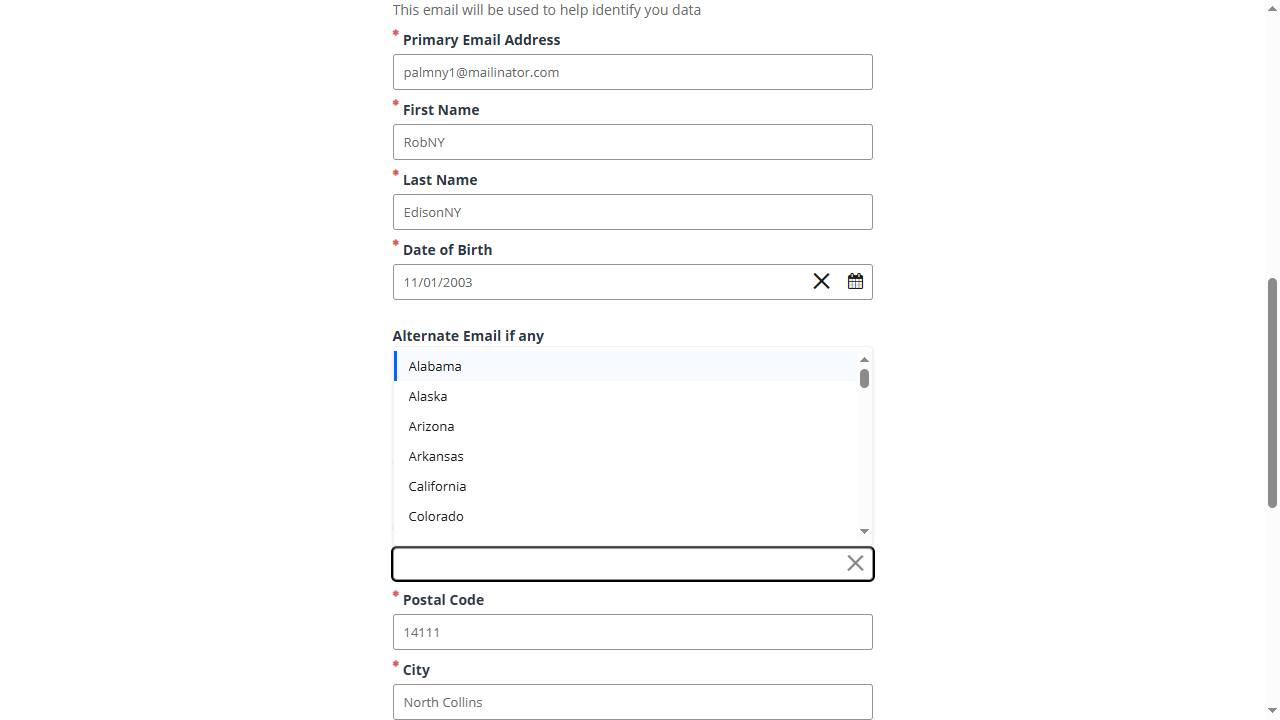 This email will be used to help identify you data
* Primary Email Address
palmny1@mailinator.com
* First Name
RobNY
* Last Name
EdisonNY
* Date of Birth
11/01/2003
Alternate Email if any
Alabama
Alaska
Arizona
Arkansas
California
Colorado
* Postal Code
14111
* City
North Collins